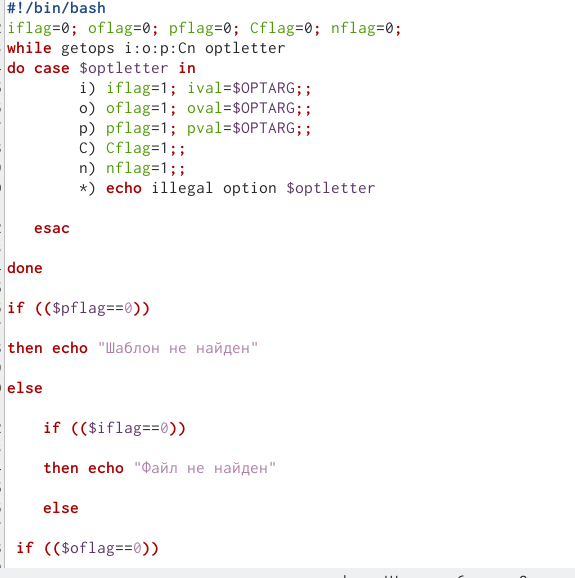 #!/bin/bash
iflag=0; oflag=0; pflag=0; Cflag=0; nflag=0;
while getops i:o:p:Cn optletter
do case $optletter in
i) iflag=1; ival=$OPTARG;;
o) oflag=1; oval=$OPTARG;;
p) pflag=1; pval=$OPTARG;;
C) Cflag=1;;
n) nflag=1;;
*) echo illegal option $optletter
esac
done
if (($pflag==0))
then echo "Шаблон не найден"
else
if (($iflag==0))
then echo "Файл не найден"
else
if (($oflag==0))